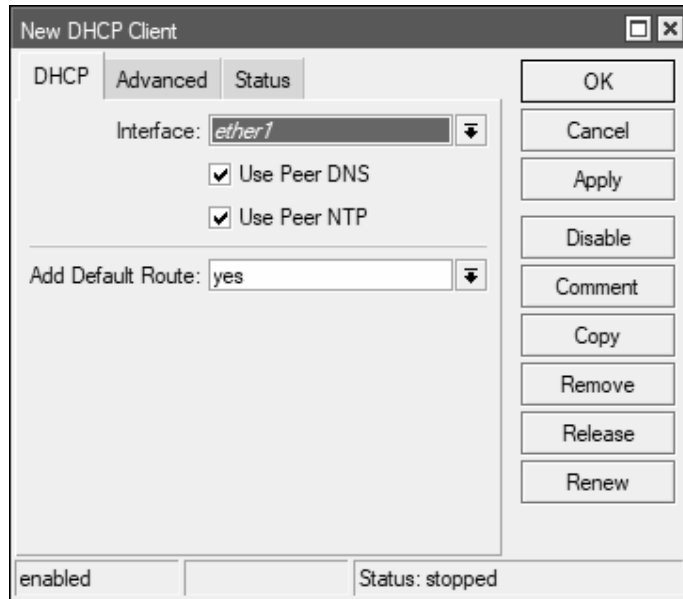 New DHCP Client
DHCP Advanced Status
Interface: ether1
Use Peer DNS
Use Peer NTP
Add Default Route: yes
OK
Cancel
Apply
Disable
Comment
Copy
Remove
Release
Renew
enabled Status: stopped